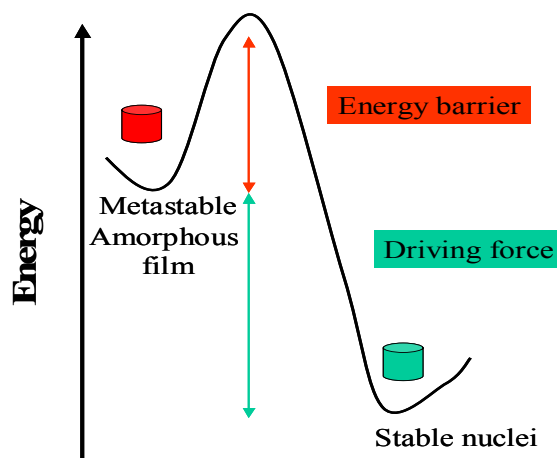 Energy
Energy barrier
Metastable
Amorphous
film
Driving force
Stable nuclei